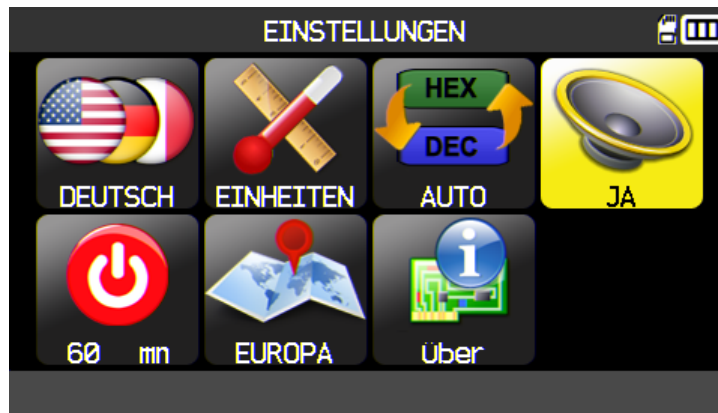 EINSTELLUNGEN
HEX
DEC
DEUTSCH
EINHEITEN
AUTO
JA
60 mn
EUROPA
Über